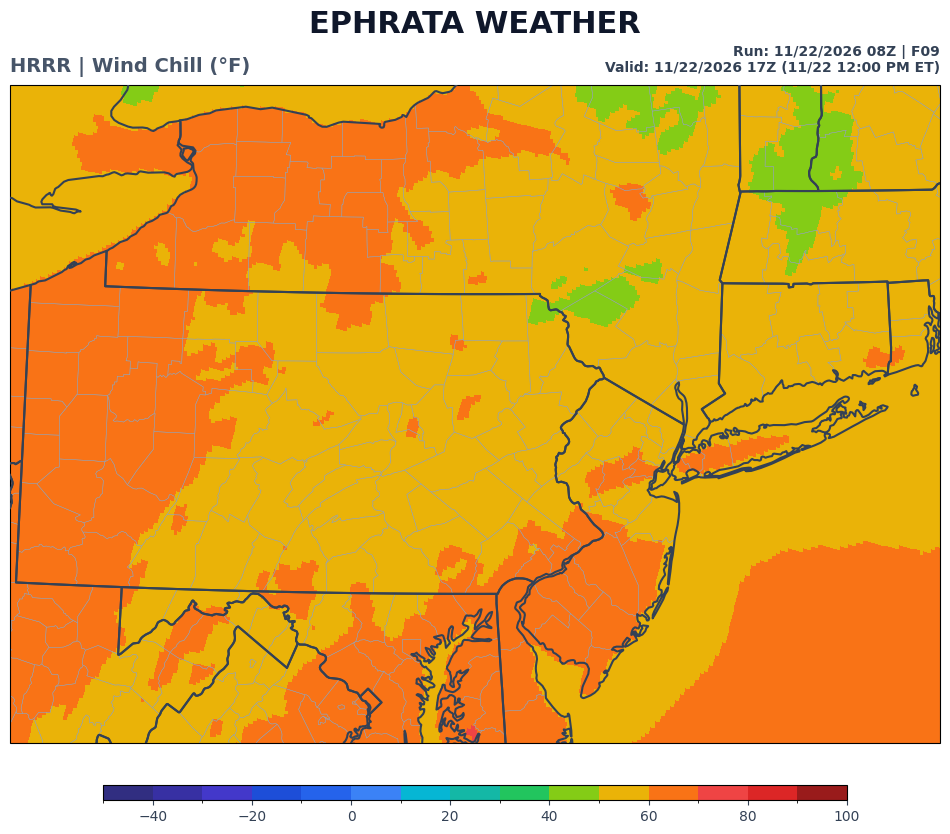 EPHRATA WEATHER
HRRR | Wind Chill (°F)
Run: 11/22/2026 08Z | F09
Valid: 11/22/2026 17Z (11/22 12:00 PM ET)
−40 −20 0 20 40 60 80 100